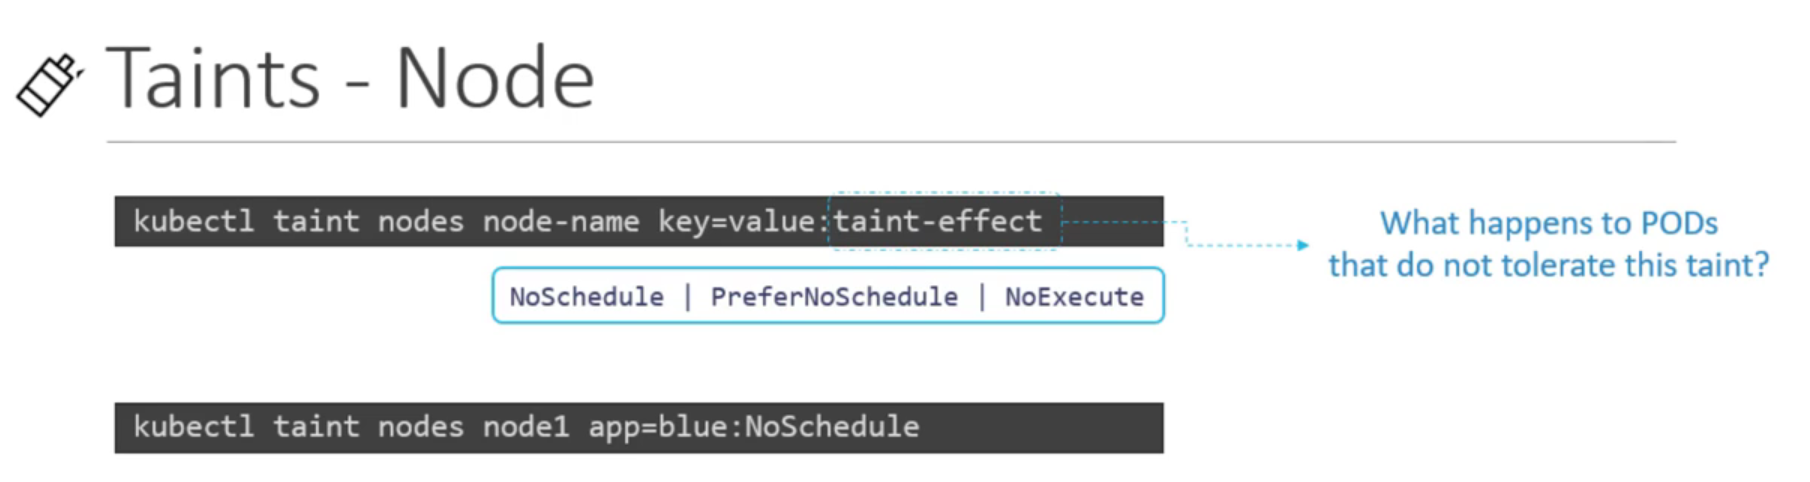 Taints - Node
kubectl taint nodes node-name key=value:taint-effect
What happens to PODs
that do not tolerate this taint?
NoSchedule | PreferNoSchedule | NoExecute
kubectl taint nodes node1 app=blue:NoSchedule